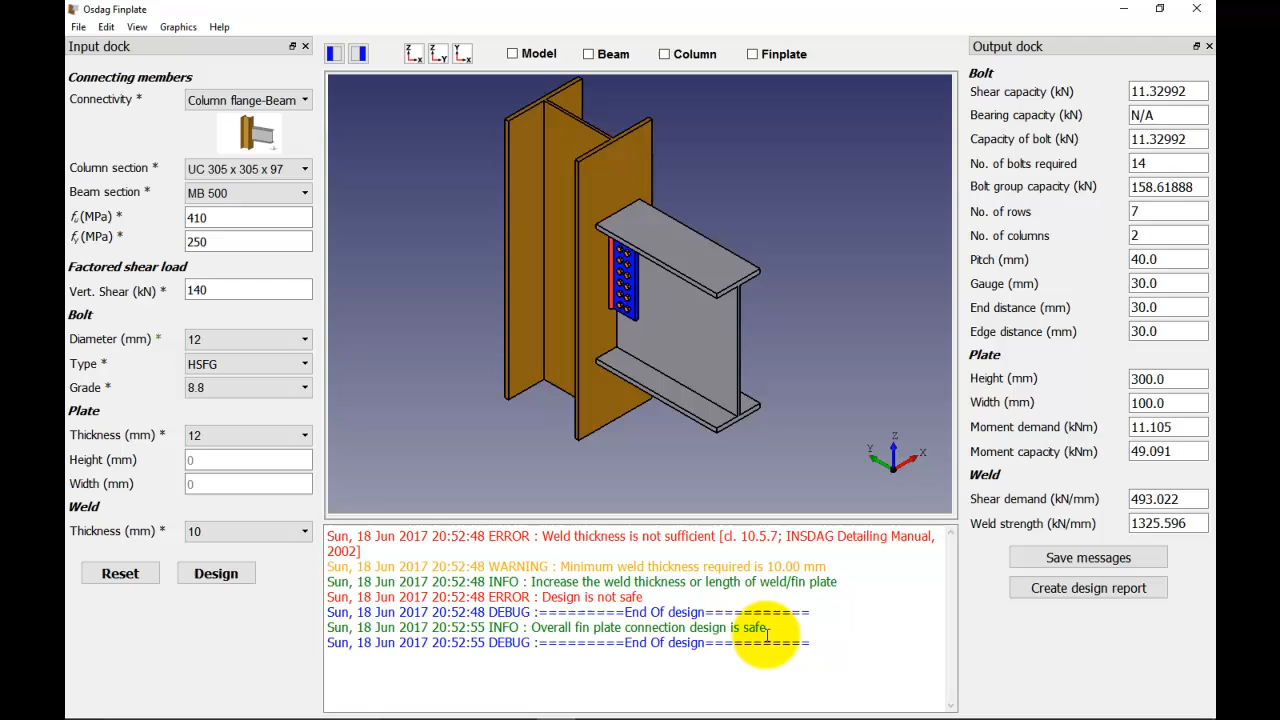 Osdag Finplate
File Edit View Graphics Help
Input dock
Connecting members
Connectivity * Column flange-Beam
Column section * UC 305 x 305 x 97
Beam section * MB 500
fu (MPa) * 410
fy (MPa) * 250
Factored shear load
Vert. Shear (kN) * 140
Bolt
Diameter (mm) * 12
Type * HSFG
Grade * 8.8
Plate
Thickness (mm) * 12
Height (mm) 0
Width (mm) 0
Weld
Thickness (mm) * 10
Reset Design
Model Beam Column Finplate
Z
Y X
Sun, 18 Jun 2017 20:52:48 ERROR : Weld thickness is not sufficient [cl. 10.5.7; INSDAG Detailing Manual,
2002]
Sun, 18 Jun 2017 20:52:48 WARNING : Minimum weld thickness required is 10.00 mm
Sun, 18 Jun 2017 20:52:48 INFO : Increase the weld thickness or length of weld/fin plate
Sun, 18 Jun 2017 20:52:48 ERROR : Design is not safe
Sun, 18 Jun 2017 20:52:48 DEBUG :=========End Of design===========
Sun, 18 Jun 2017 20:52:55 INFO : Overall fin plate connection design is safe
Sun, 18 Jun 2017 20:52:55 DEBUG :=========End Of design===========
Output dock
Bolt
Shear capacity (kN) 11.32992
Bearing capacity (kN) N/A
Capacity of bolt (kN) 11.32992
No. of bolts required 14
Bolt group capacity (kN) 158.61888
No. of rows 7
No. of columns 2
Pitch (mm) 40.0
Gauge (mm) 30.0
End distance (mm) 30.0
Edge distance (mm) 30.0
Plate
Height (mm) 300.0
Width (mm) 100.0
Moment demand (kNm) 11.105
Moment capacity (kNm) 49.091
Weld
Shear demand (kN/mm) 493.022
Weld strength (kN/mm) 1325.596
Save messages
Create design report